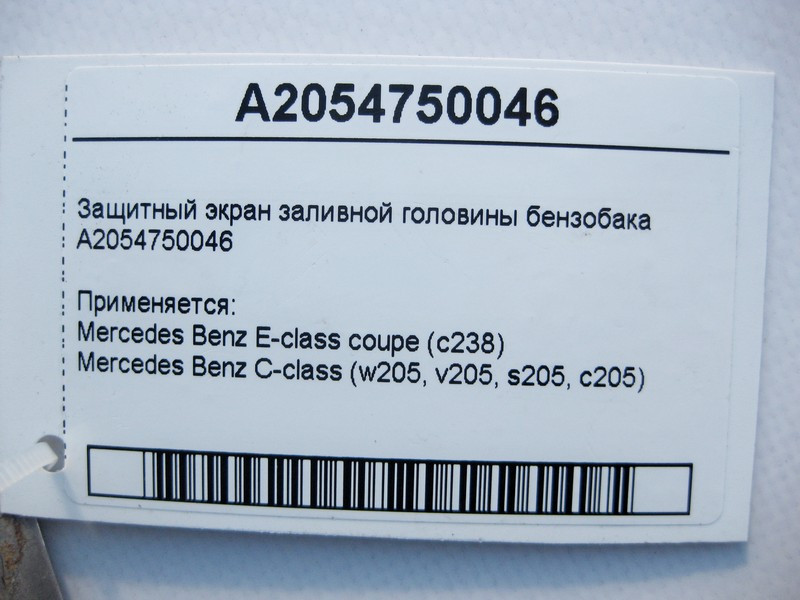 A2054750046
Защитный экран заливной головины бензобака
A2054750046
Применяется:
Mercedes Benz E-class coupe (c238)
Mercedes Benz C-class (w205, v205, s205, c205)